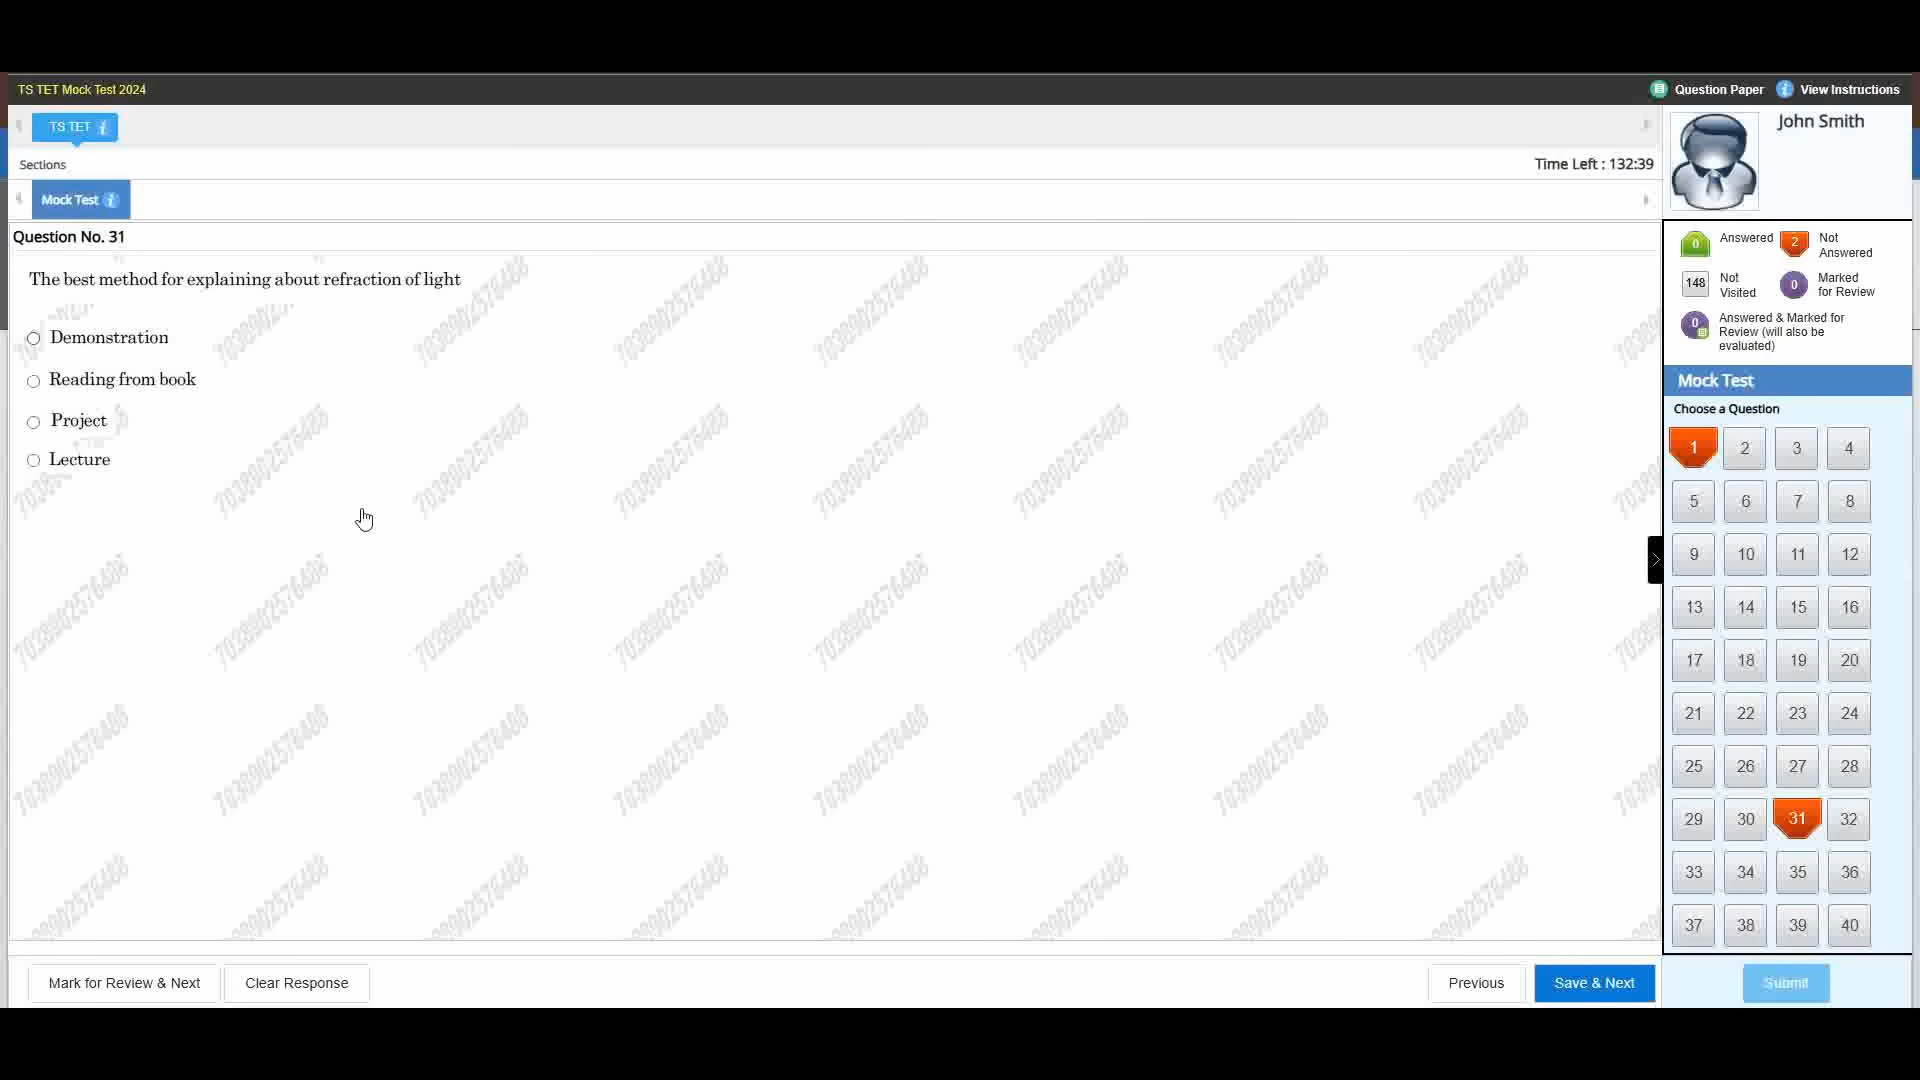 TS TET Mock Test 2024
Question Paper
View Instructions
TS TET i
John Smith
Sections
Time Left : 132:39
Mock Test i
Question No. 31
The best method for explaining about refraction of light
Demonstration
Reading from book
Project
Lecture
0 Answered
2 Not Answered
148 Not Visited
0 Marked for Review
0 Answered & Marked for Review (will also be evaluated)
Mock Test
Choose a Question
1 2 3 4
5 6 7 8
9 10 11 12
13 14 15 16
17 18 19 20
21 22 23 24
25 26 27 28
29 30 31 32
33 34 35 36
37 38 39 40
Mark for Review & Next
Clear Response
Previous
Save & Next
Submit